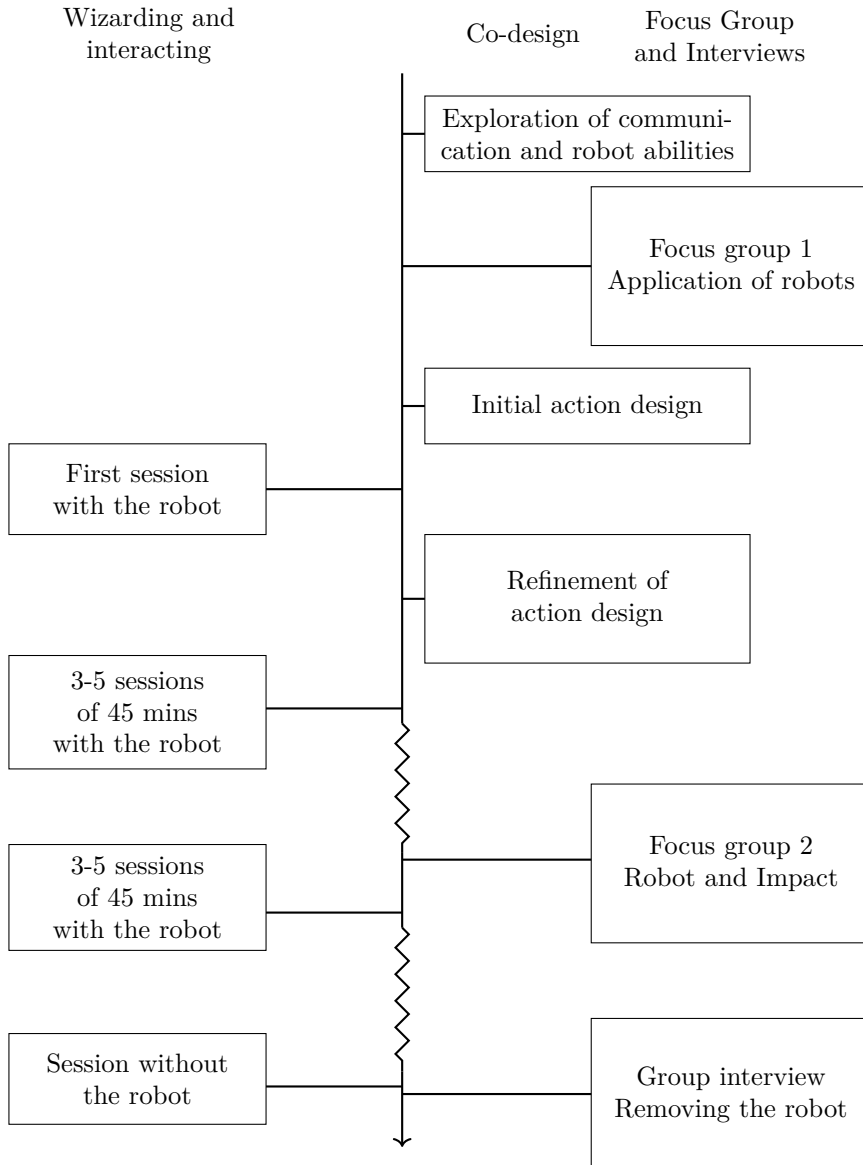 Wizarding and
interacting
Co-design
Focus Group
and Interviews
Exploration of communi-
cation and robot abilities
Focus group 1
Application of robots
Initial action design
First session
with the robot
Refinement of
action design
3-5 sessions
of 45 mins
with the robot
Focus group 2
Robot and Impact
3-5 sessions
of 45 mins
with the robot
Session without
the robot
Group interview
Removing the robot